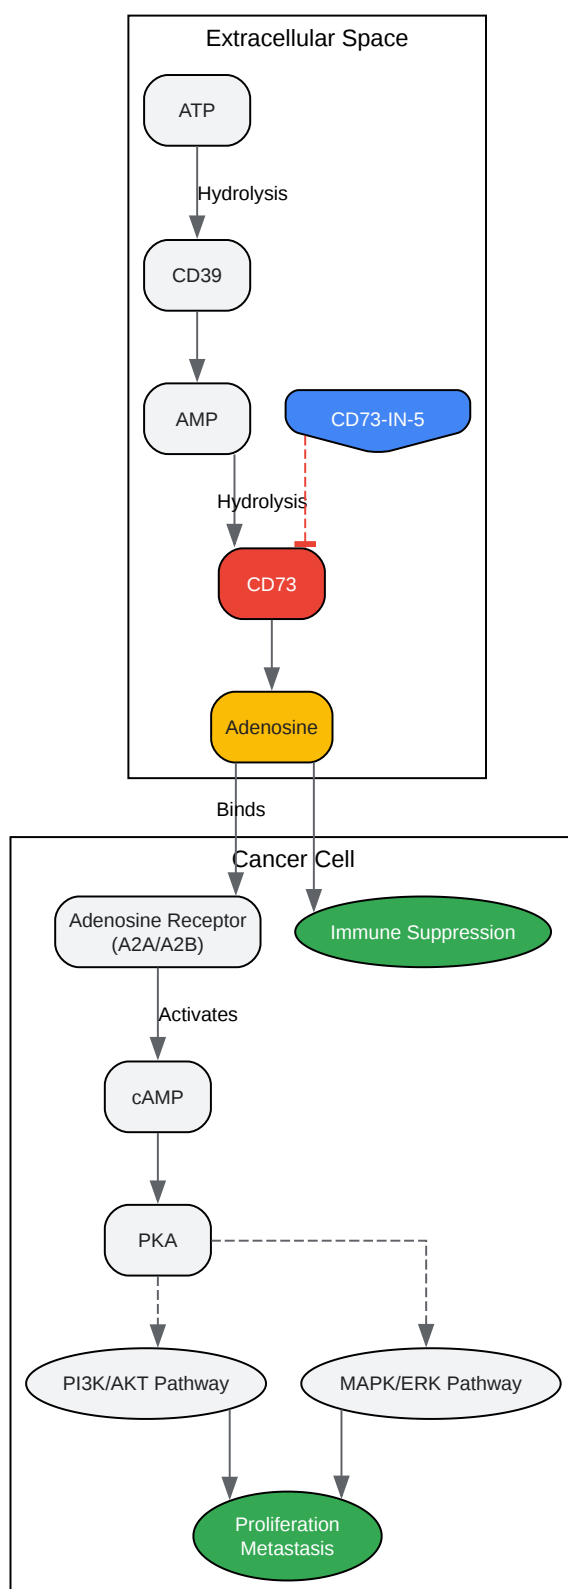 Extracellular Space
ATP
Hydrolysis
CD39
AMP
CD73-IN-5
Hydrolysis
CD73
Adenosine
Binds
Cancer Cell
Adenosine Receptor
(A2A/A2B)
Immune Suppression
Activates
cAMP
PKA
PI3K/AKT Pathway
MAPK/ERK Pathway
Proliferation
Metastasis